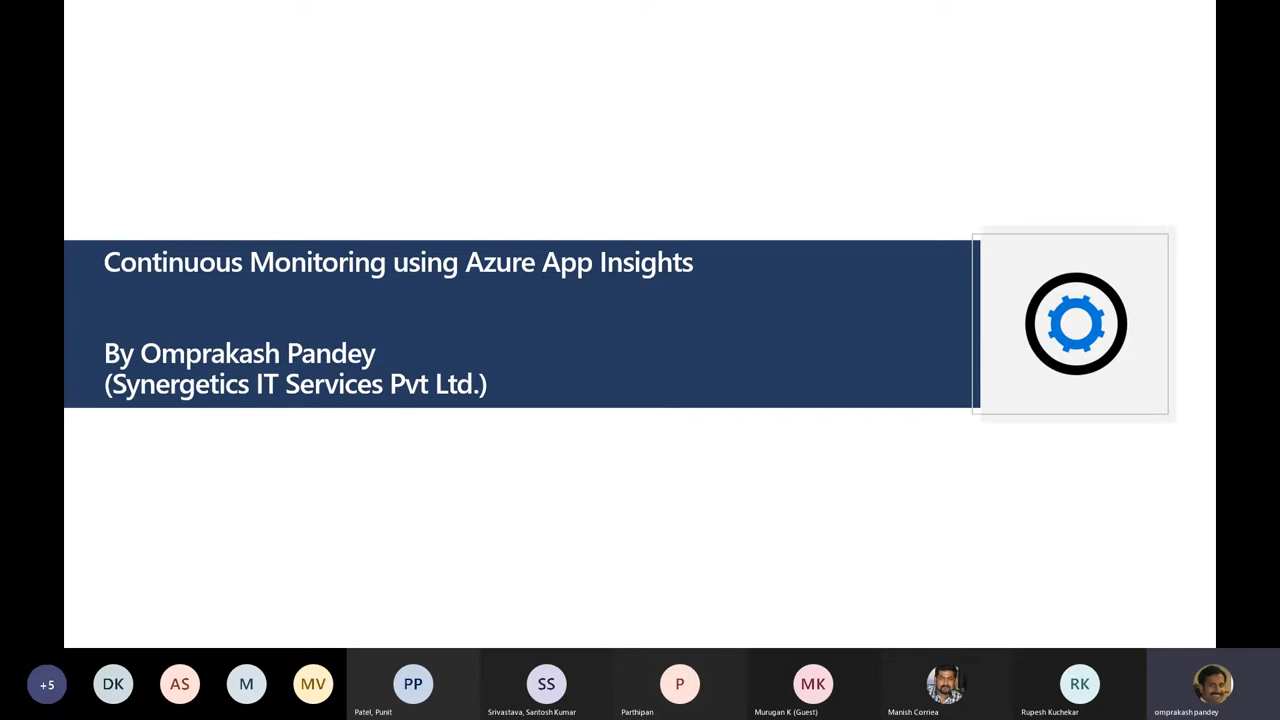 Continuous Monitoring using Azure App Insights
By Omprakash Pandey
(Synergetics IT Services Pvt Ltd.)
+5
DK
AS
M
MV
PP
SS
P
MK
RK
Patel, Punit
Srivastava, Santosh Kumar
Parthipan
Murugan K (Guest)
Manish Corriea
Rupesh Kuchekar
omprakash pandey